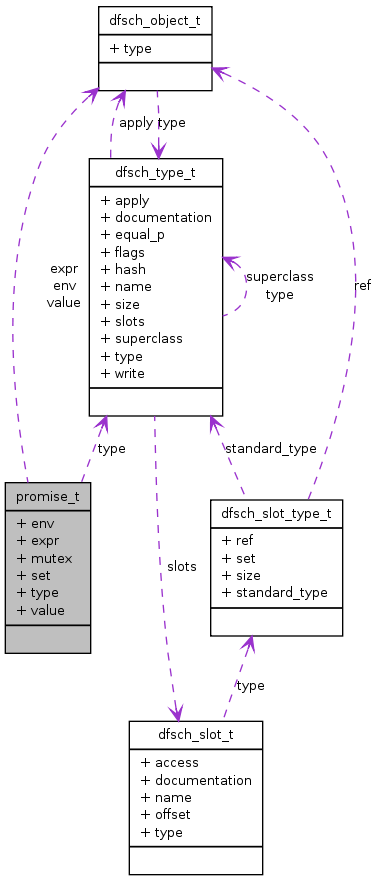 dfsch_object_t
+ type
apply type
dfsch_type_t
+ apply
+ documentation
+ equal_p
+ flags
+ hash
+ name
+ size
+ slots
+ superclass
+ type
+ write
expr
env
value
superclass
type
ref
type
standard_type
promise_t
+ env
+ expr
+ mutex
+ set
+ type
+ value
dfsch_slot_type_t
+ ref
+ set
+ size
+ standard_type
slots
type
dfsch_slot_t
+ access
+ documentation
+ name
+ offset
+ type